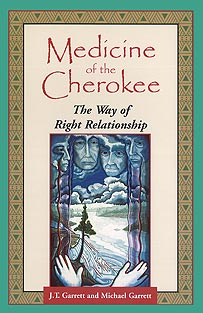 Medicine
of the
Cherokee
The Way of
Right Relationship
J.T. Garrett and Michael Garrett